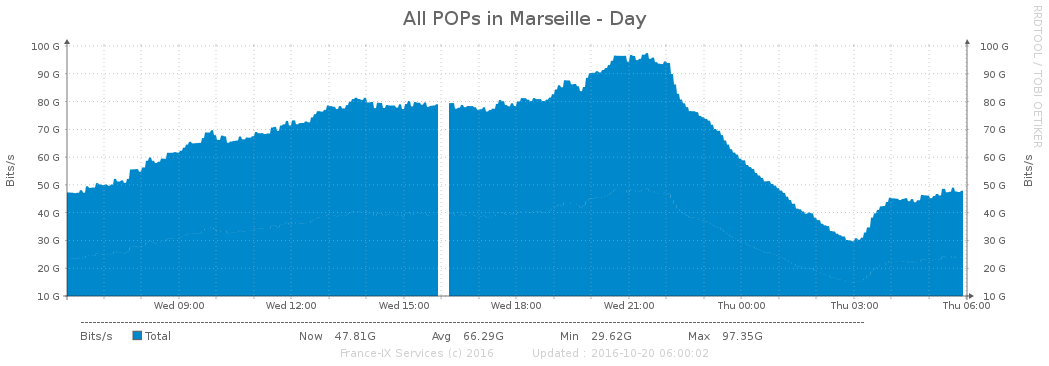 All POPs in Marseille - Day
RRDTOOL / TOBI OETIKER
100 G 100 G
90 G 90 G
80 G 80 G
70 G 70 G
60 G 60 G
50 G 50 G
40 G 40 G
30 G 30 G
20 G 20 G
10 G 10 G
Bits/s
Bits/s
Wed 09:00 Wed 12:00 Wed 15:00 Wed 18:00 Wed 21:00 Thu 00:00 Thu 03:00 Thu 06:00
Bits/s Total Now 47.81G Avg 66.29G Min 29.62G Max 97.35G
France-IX Services (c) 2016 Updated : 2016-10-20 06:00:02